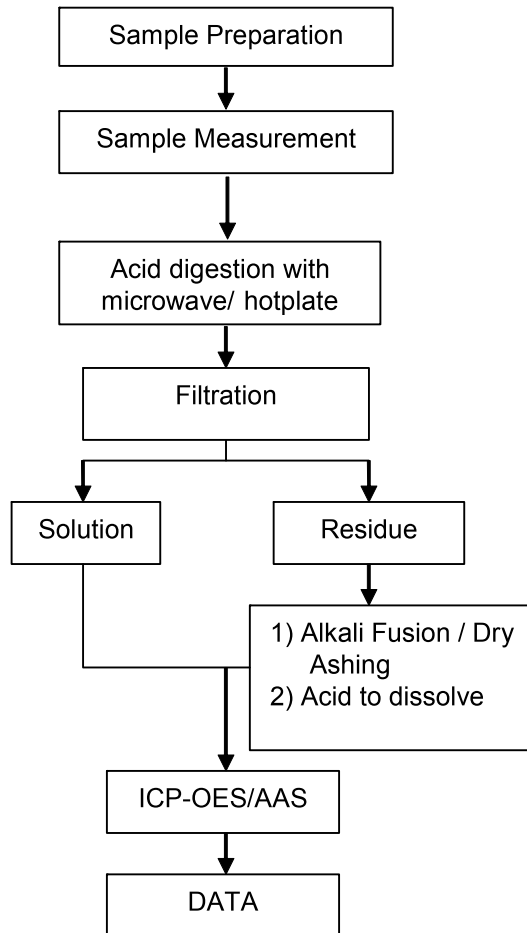 Sample Preparation
Sample Measurement
Acid digestion with
microwave/ hotplate
Filtration
Solution
Residue
1) Alkali Fusion / Dry
Ashing
2) Acid to dissolve
ICP-OES/AAS
DATA